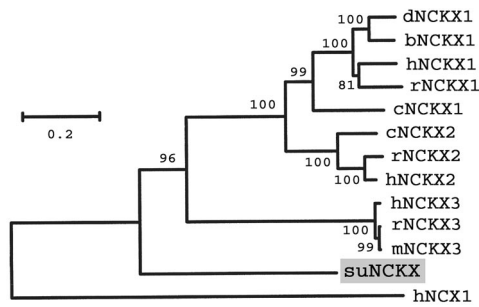 dNCKX1
100
bNCKX1
100
hNCKX1
99
81
rNCKX1
100
cNCKX1
0.2
cNCKX2
96
100
rNCKX2
100
hNCKX2
hNCKX3
100
rNCKX3
99
mNCKX3
suNCKX
hNCX1